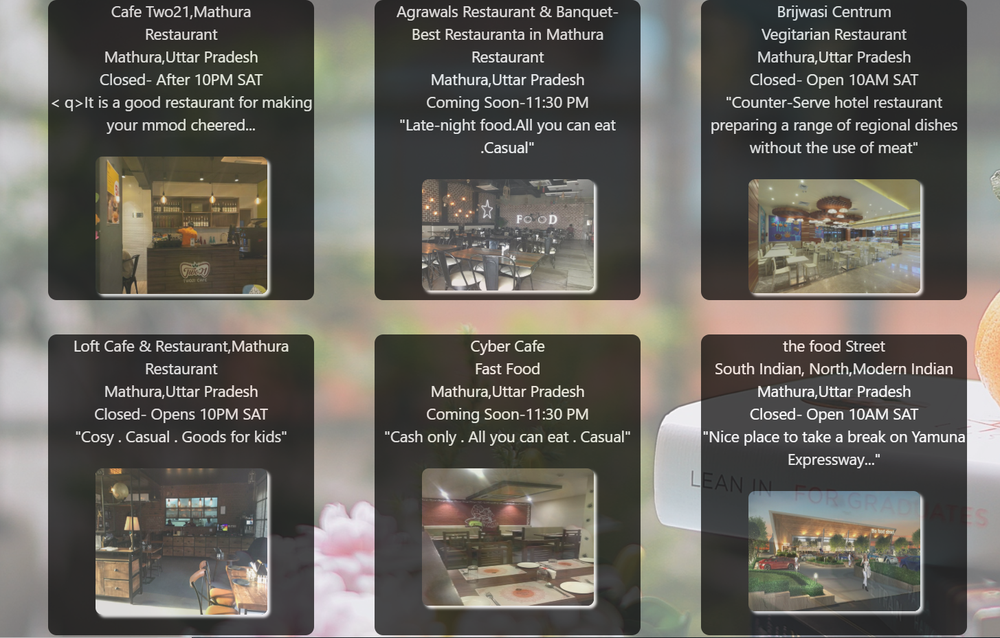 Cafe Two21,Mathura
Restaurant
Mathura,Uttar Pradesh
Closed- After 10PM SAT
< q>It is a good restaurant for making
your mmod cheered...
Two21
TWO21 CAFE
Agrawals Restaurant & Banquet-
Best Restauranta in Mathura
Restaurant
Mathura,Uttar Pradesh
Coming Soon-11:30 PM
"Late-night food.All you can eat
.Casual"
FOOD
Brijwasi Centrum
Vegitarian Restaurant
Mathura,Uttar Pradesh
Closed- Open 10AM SAT
"Counter-Serve hotel restaurant
preparing a range of regional dishes
without the use of meat"
Loft Cafe & Restaurant,Mathura
Restaurant
Mathura,Uttar Pradesh
Closed- Opens 10PM SAT
"Cosy . Casual . Goods for kids"
Cyber Cafe
Fast Food
Mathura,Uttar Pradesh
Coming Soon-11:30 PM
"Cash only . All you can eat . Casual"
the food Street
South Indian, North,Modern Indian
Mathura,Uttar Pradesh
Closed- Open 10AM SAT
"Nice place to take a break on Yamuna
Expressway..."
the food street
LEAN IN FOR GRADUATES